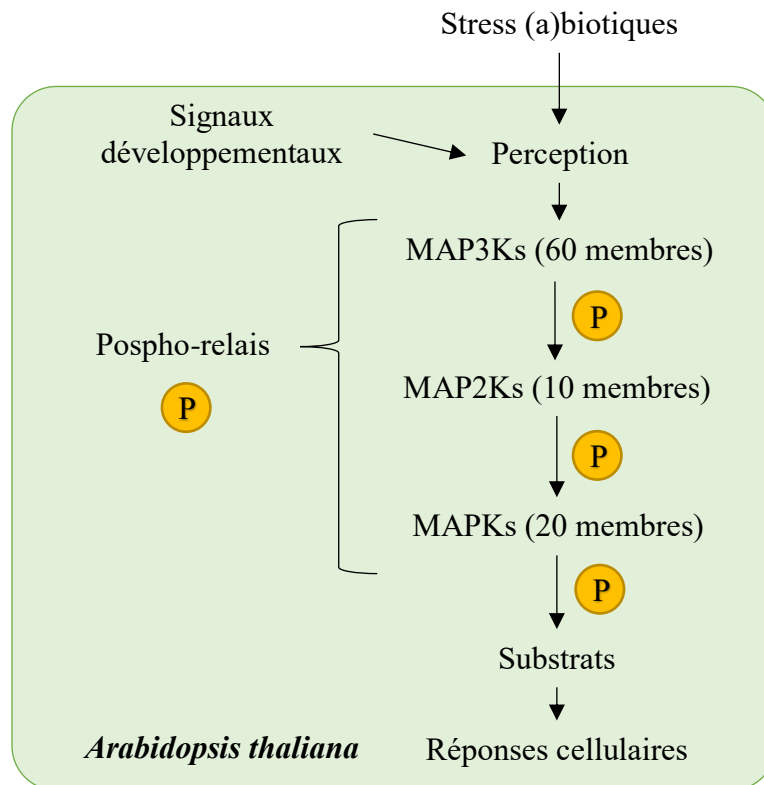 Stress (a)biotiques
Signaux
développementaux
Perception
MAP3Ks (60 membres)
P
Pospho-relais
P
MAP2Ks (10 membres)
P
MAPKs (20 membres)
P
Substrats
Arabidopsis thaliana
Réponses cellulaires